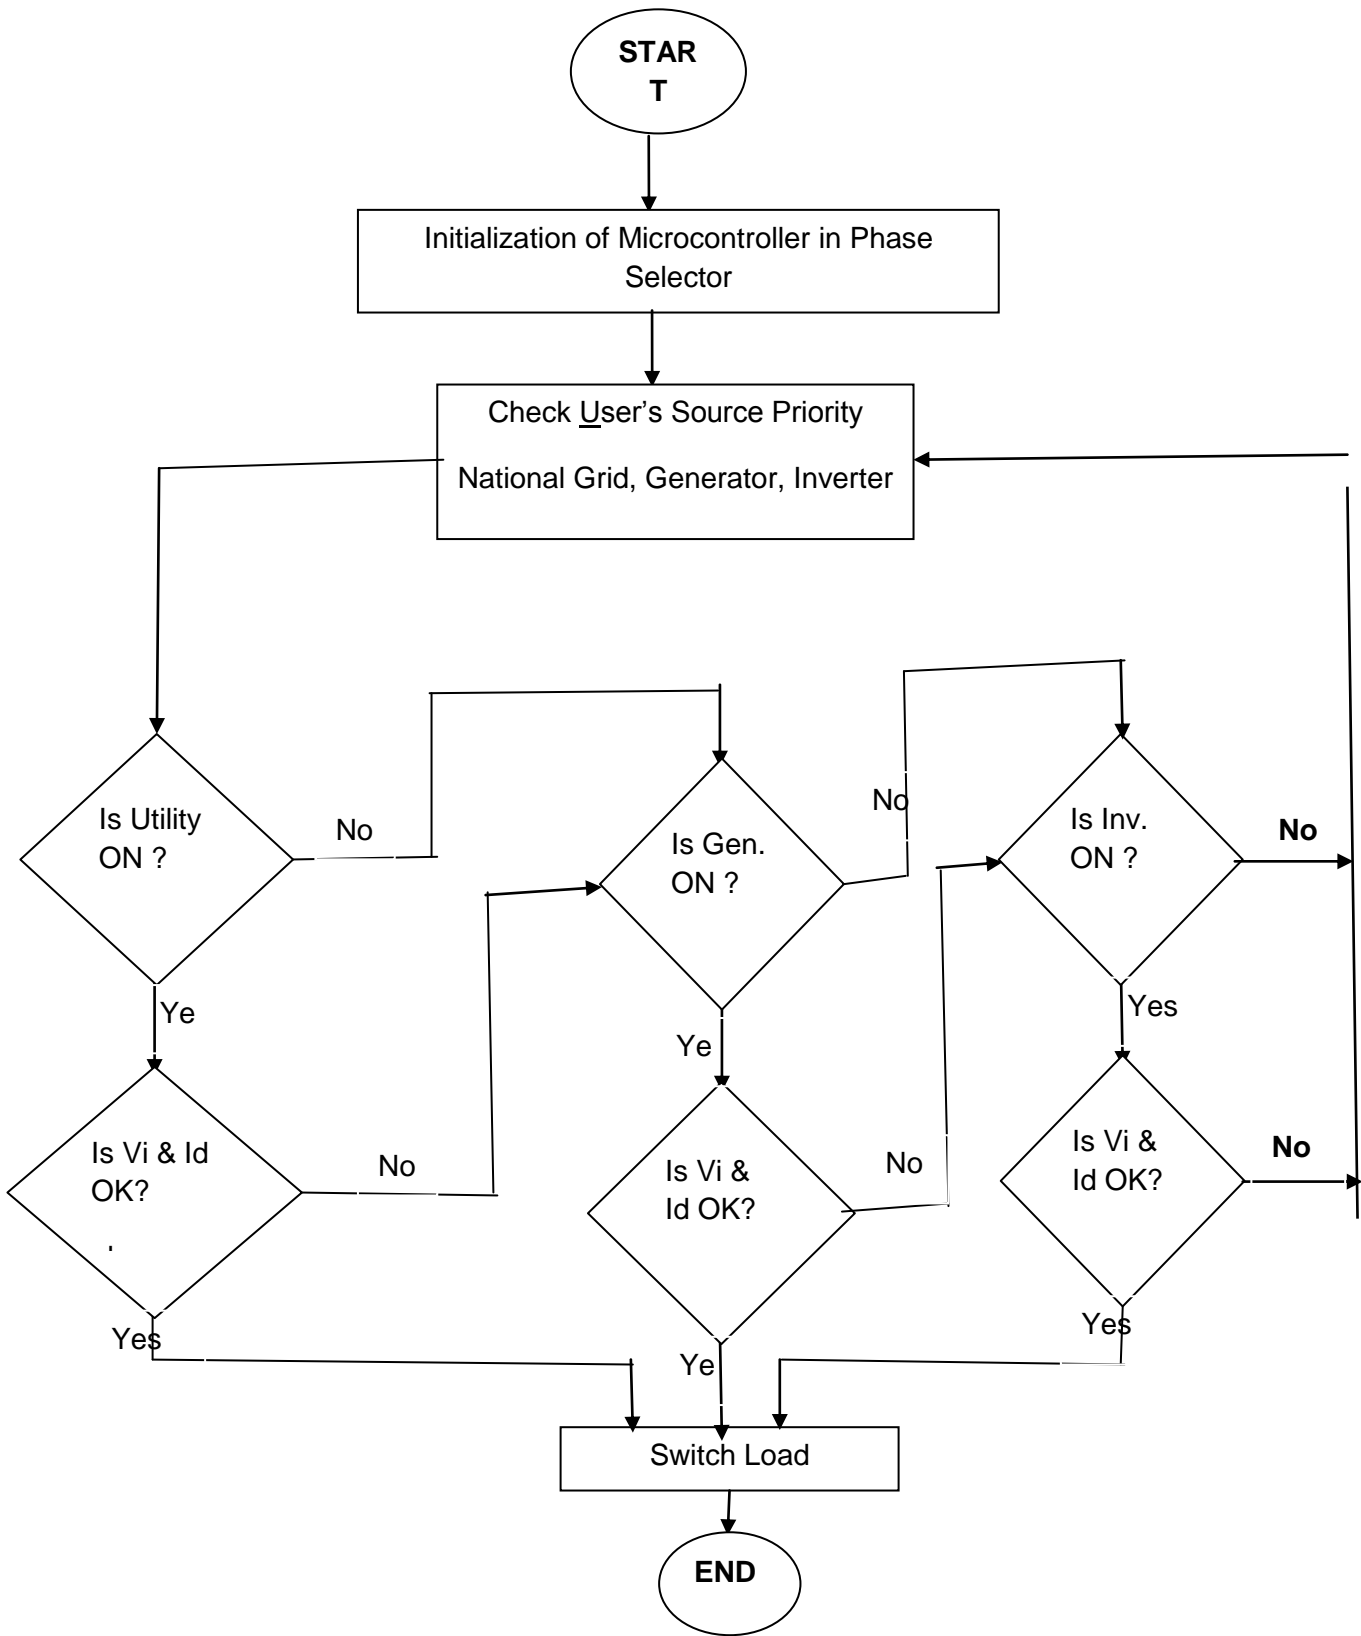 STAR
T
Initialization of Microcontroller in Phase
Selector
Check User’s Source Priority
National Grid, Generator, Inverter
Is Utility
ON ?
No
Is Gen.
ON ?
No
Is Inv.
ON ?
No
Ye
Ye
Yes
Is Vi & Id
OK?
No
Is Vi &
Id OK?
No
Is Vi &
Id OK?
No
Yes
Ye
Yes
Switch Load
END